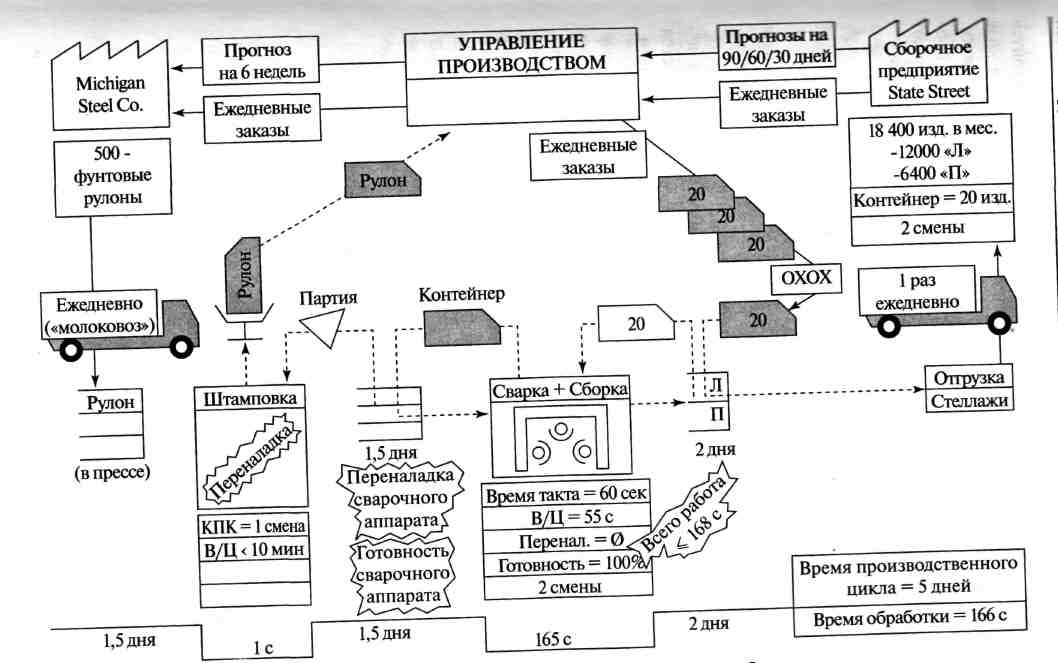 Michigan
Steel Co.
Прогноз
на 6 недель
Ежедневные
заказы
УПРАВЛЕНИЕ
ПРОИЗВОДСТВОМ
Прогнозы на
90/60/30 дней
Ежедневные
заказы
Сборочное
предприятие
State Street
500 -
фунтовые
рулоны
Рулон
Ежедневные
заказы
20
20
20
18 400 изд. в мес.
-12000 «Л»
-6400 «П»
Контейнер = 20 изд.
2 смены
Ежедневно
(«молоковоз»)
Рулон
Партия
Контейнер
20
20
OXOX
1 раз
ежедневно
Рулон
(в прессе)
Штамповка
Переналадка
КПК = 1 смена
В/Ц < 10 мин
1,5 дня
Переналадка
сварочного
аппарата
Готовность
сварочного
аппарата
Сварка + Сборка
Время такта = 60 сек
В/Ц = 55 с
Перенал. = Ø
Готовность = 100%
2 смены
Л
П
2 дня
Всего работа
≤ 168 с
Отгрузка
Стеллажи
Время производственного
цикла = 5 дней
Время обработки = 166 с
1,5 дня
1 с
1,5 дня
165 с
2 дня